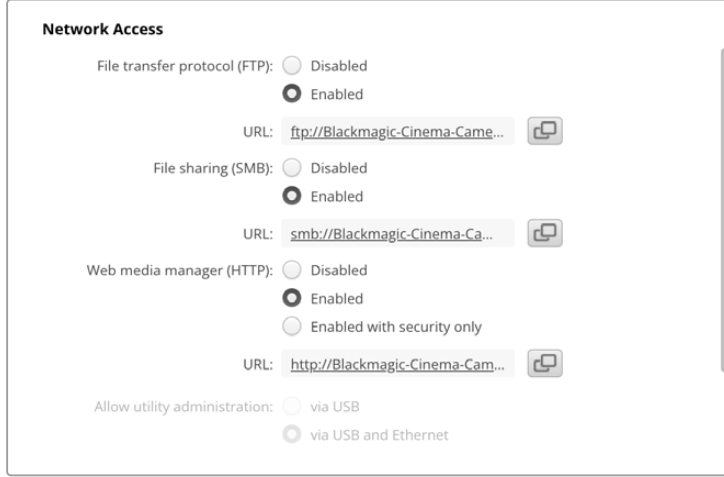 Network Access
File transfer protocol (FTP): Disabled
Enabled
URL: ftp://Blackmagic-Cinema-Came...
File sharing (SMB): Disabled
Enabled
URL: smb://Blackmagic-Cinema-Ca...
Web media manager (HTTP): Disabled
Enabled
Enabled with security only
URL: http://Blackmagic-Cinema-Cam...
Allow utility administration: via USB
via USB and Ethernet